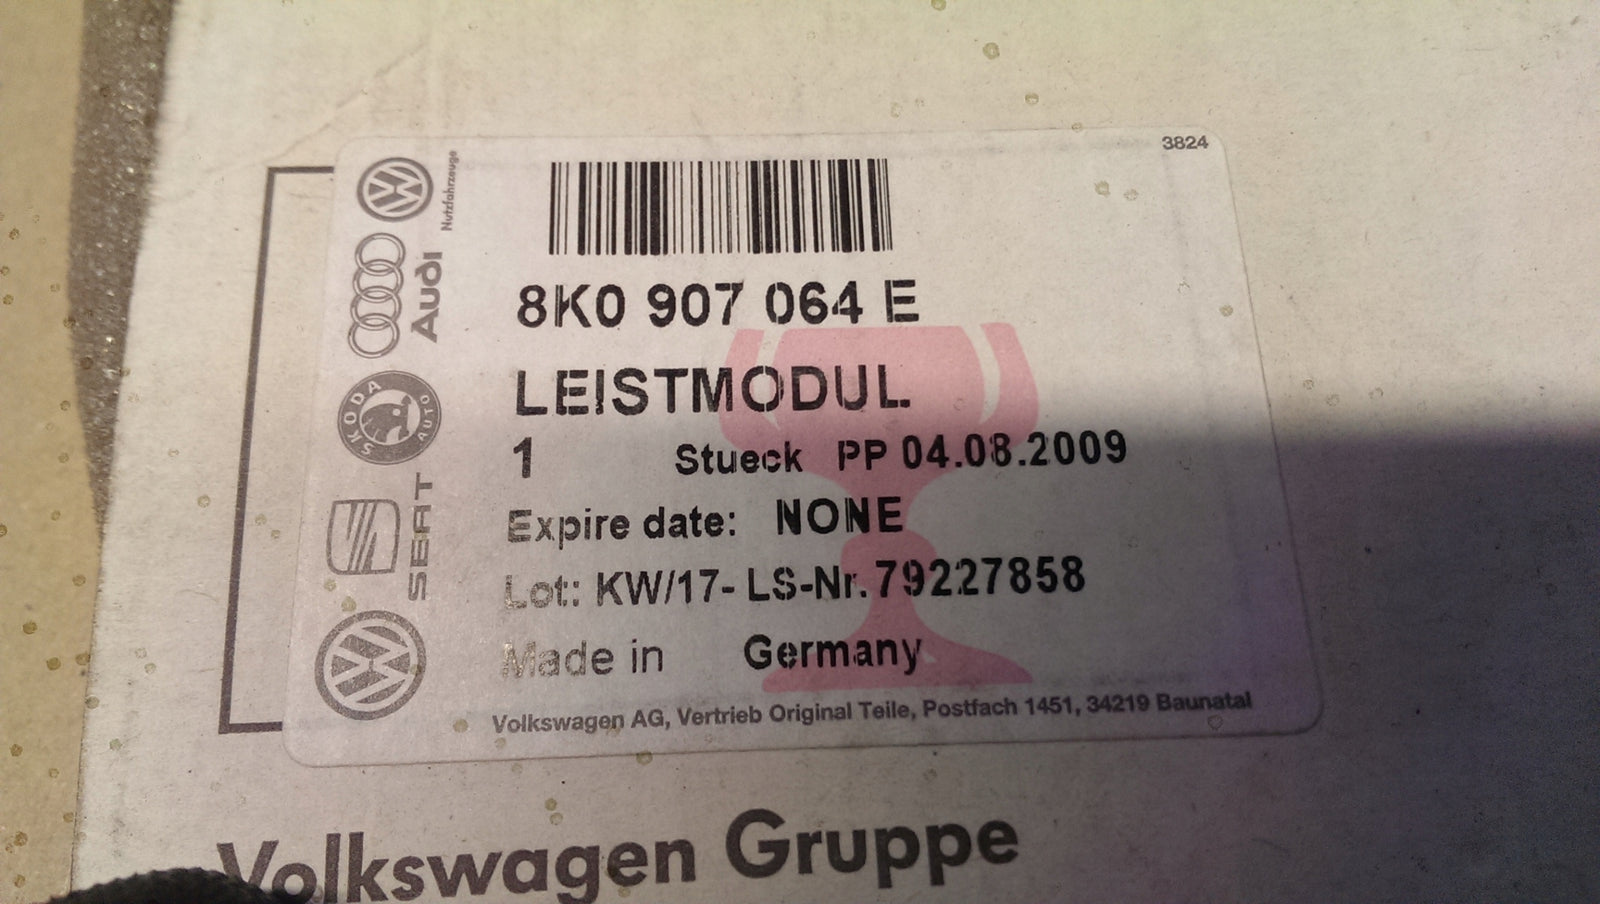 3824
Nutzfahrzeuge
Audi
SKODA
AUTO
SEAT
8K0 907 064 E
LEISTMODUL.
1 Stueck PP 04.08.2009
Expire date: NONE
Lot: KW/17- LS-Nr. 79227858
Made in Germany
Volkswagen AG, Vertrieb Original Teile, Postfach 1451, 34219 Baunatal
Volkswagen Gruppe